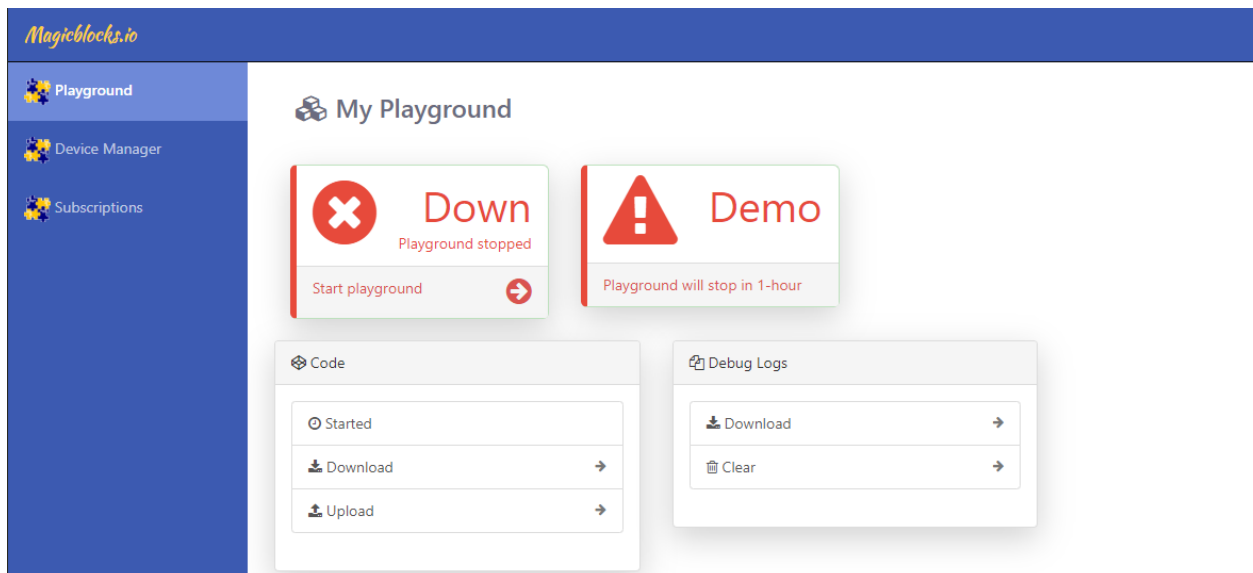 Magicblocks.io
Playground
Device Manager
Subscriptions
My Playground
Down
Playground stopped
Start playground
Demo
Playground will stop in 1-hour
Code
Started
Download
Upload
Debug Logs
Download
Clear